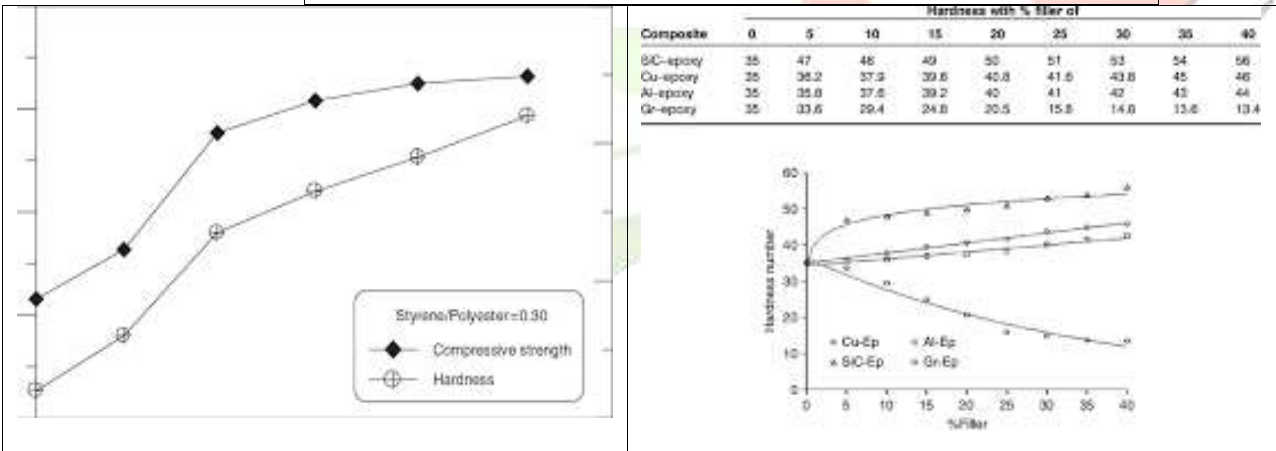 Styrene/Polyester=0.30
Compressive strength
Hardness
Hardness with % filler of
Composite 0 5 10 15 20 25 30 35 40
SiC–epoxy 35 47 48 49 50 51 53 54 56
Cu–epoxy 35 36.2 37.9 39.6 40.8 41.6 43.8 45 46
Al–epoxy 35 35.8 37.6 39.2 40 41 42 43 44
Gr–epoxy 35 33.6 29.4 24.8 20.5 15.8 14.8 13.6 13.4
60
50
40
30
20
10
0
Hardness number
Cu-Ep Al-Ep
SiC-Ep Gr-Ep
0 5 10 15 20 25 30 35 40
%Filler